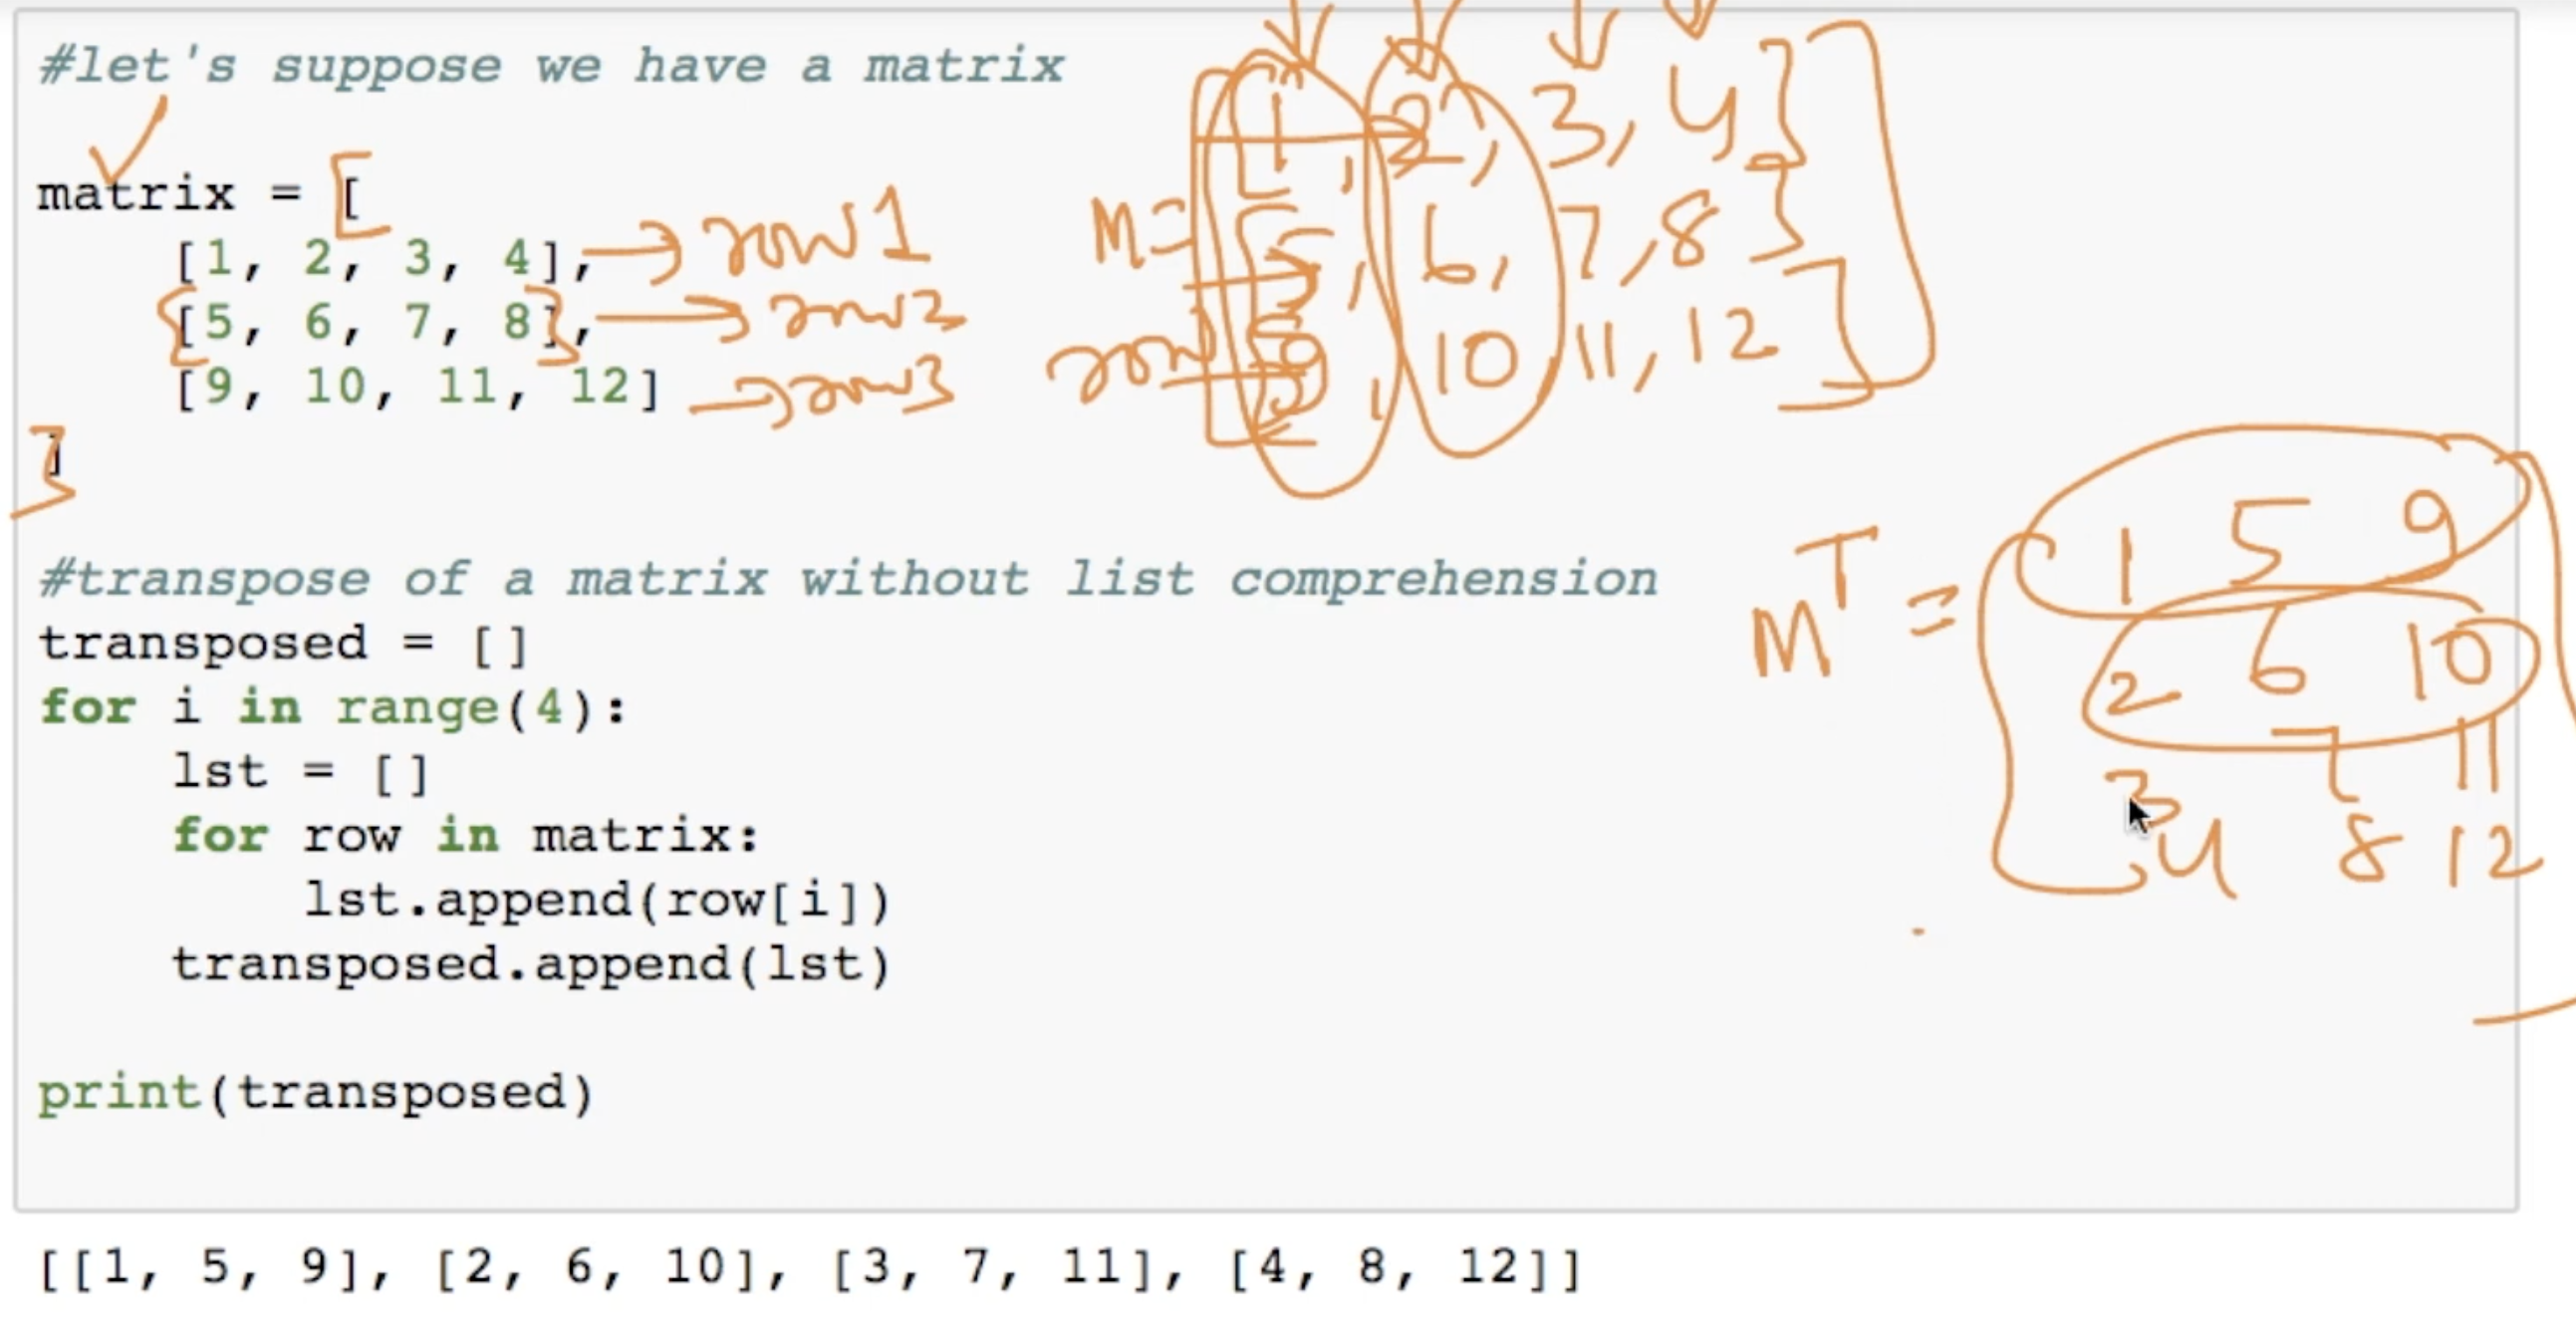 #let's suppose we have a matrix
matrix = [
[1, 2, 3, 4],
→ row 1
[5, 6, 7, 8],
→ row2
[9, 10, 11, 12]
→ row3
]
M=
1, 2, 3, 4]
5, 6, 7, 8]
row
9, 10 11, 12]
#transpose of a matrix without list comprehension
transposed = []
for i in range(4):
lst = []
for row in matrix:
lst.append(row[i])
transposed.append(lst)
print(transposed)
M^T =
1 5 9
2 6 10
3 7 11
4 8 12
[[1, 5, 9], [2, 6, 10], [3, 7, 11], [4, 8, 12]]